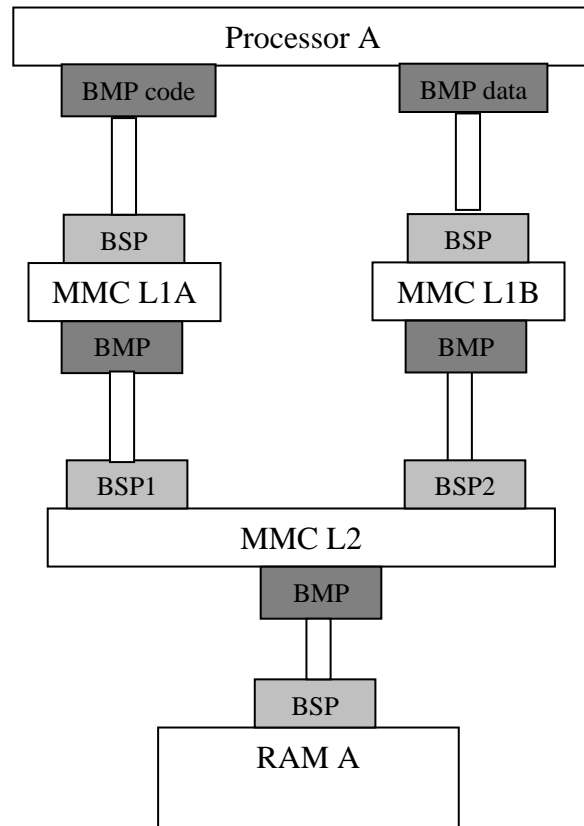 Processor A
BMP code
BMP data
BSP
BSP
MMC L1A
MMC L1B
BMP
BMP
BSP1
BSP2
MMC L2
BMP
BSP
RAM A